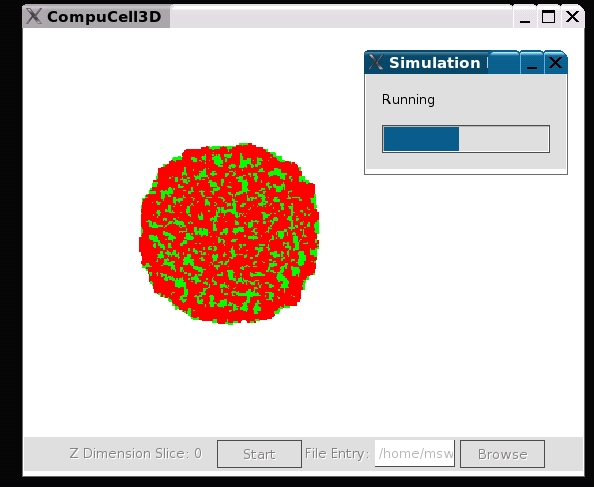 CompuCell3D
Simulation
Running
Z Dimension Slice: 0 Start File Entry: /home/msw Browse